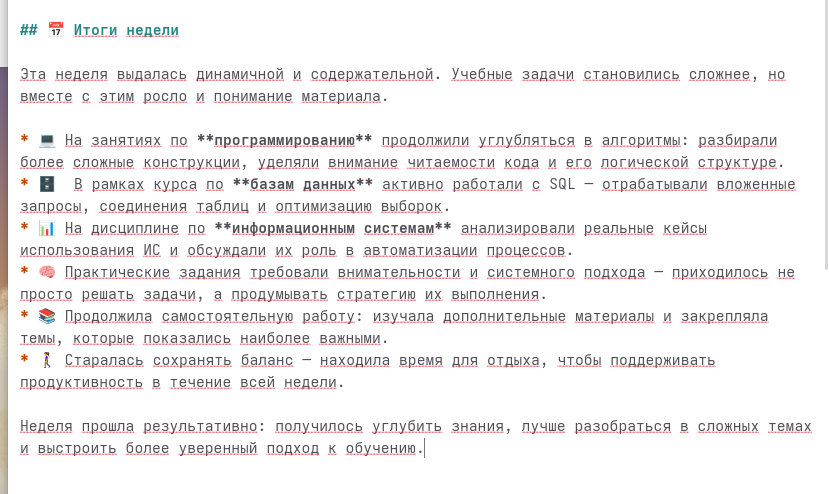 ## 📅 Итоги недели
Эта неделя выдалась динамичной и содержательной. Учебные задачи становились сложнее, но
вместе с этим росло и понимание материала.
* 💻 На занятиях по **программированию** продолжили углубляться в алгоритмы: разбирали
более сложные конструкции, уделяли внимание читаемости кода и его логической структуре.
* 🗄️ В рамках курса по **базам данных** активно работали с SQL — отрабатывали вложенные
запросы, соединения таблиц и оптимизацию выборок.
* 📊 На дисциплине по **информационным системам** анализировали реальные кейсы
использования ИС и обсуждали их роль в автоматизации процессов.
* 🧠 Практические задания требовали внимательности и системного подхода — приходилось не
просто решать задачи, а продумывать стратегию их выполнения.
* 📚 Продолжила самостоятельную работу: изучала дополнительные материалы и закрепляла
темы, которые показались наиболее важными.
* 🚶‍♀️ Старалась сохранять баланс — находила время для отдыха, чтобы поддерживать
продуктивность в течение всей недели.
Неделя прошла результативно: получилось углубить знания, лучше разобраться в сложных темах
и выстроить более уверенный подход к обучению.